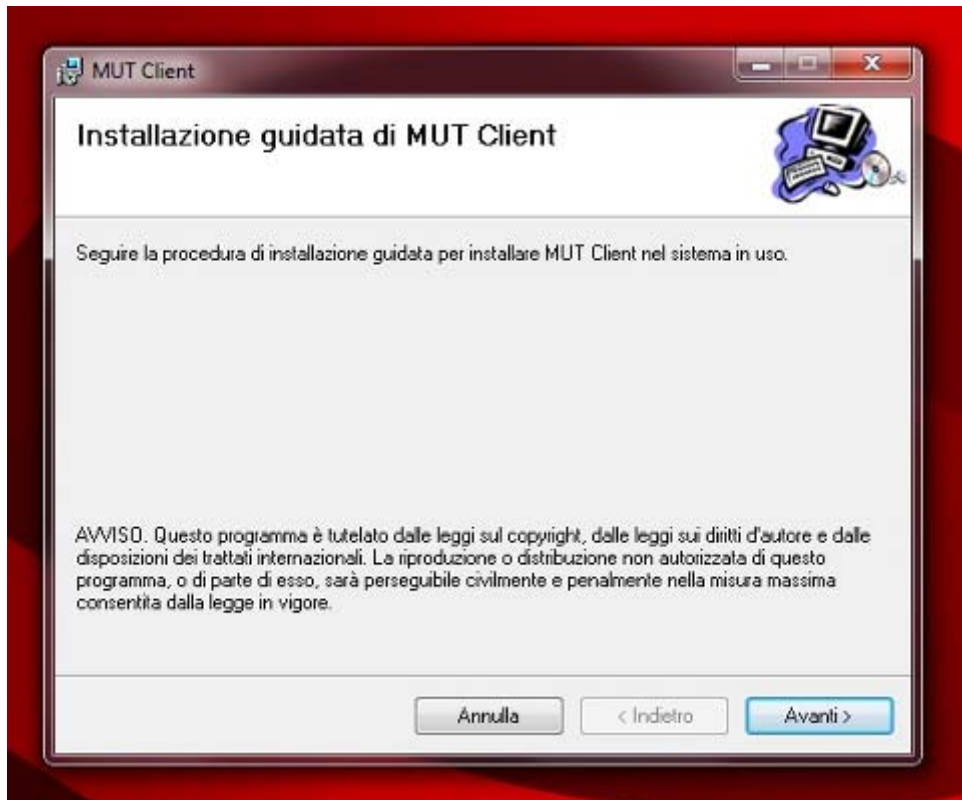 MUT Client
Installazione guidata di MUT Client
Seguire la procedura di installazione guidata per installare MUT Client nel sistema in uso.
AVVISO. Questo programma è tutelato dalle leggi sul copyright, dalle leggi sui diritti d'autore e dalle
disposizioni dei trattati internazionali. La riproduzione o distribuzione non autorizzata di questo
programma, o di parte di esso, sarà perseguibile civilmente e penalmente nella misura massima
consentita dalla legge in vigore.
Annulla
< Indietro
Avanti >